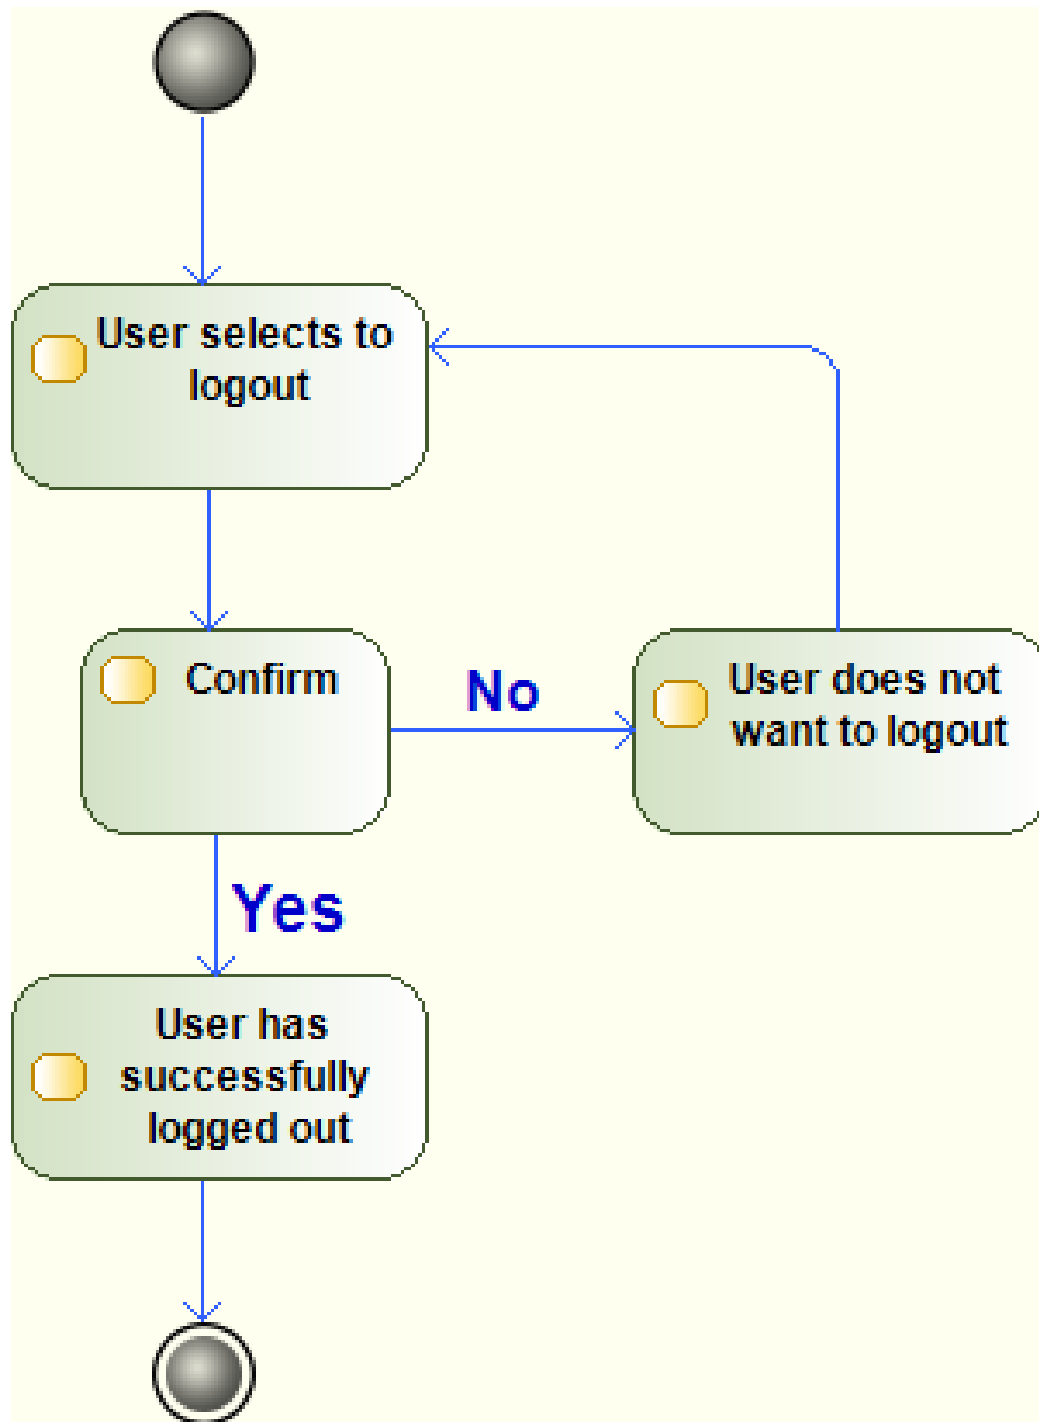 User selects to
logout
Confirm
No
User does not
want to logout
Yes
User has
successfully
logged out